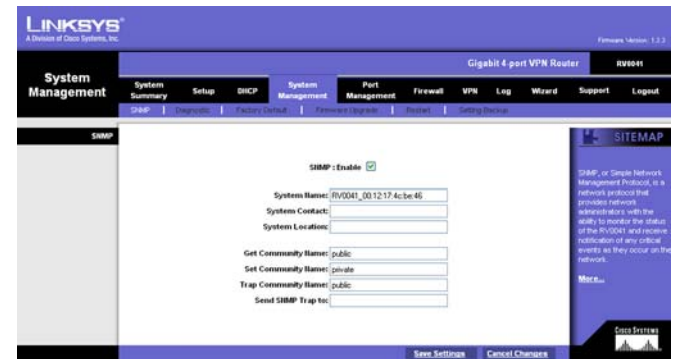 LINKSYS®
A Division of Cisco Systems, Inc.
Firmware Version: 1.2.3
Gigabit 4-port VPN Router
RV0041
System Management
System Summary
Setup
DHCP
System Management
Port Management
Firewall
VPN
Log
Wizard
Support
Logout
SNMP | Diagnostic | Factory Default | Firmware Upgrade | Restart | Setting Backup
SNMP
SITEMAP
SNMP : Enable
System Name: RV0041_00:12:17:4c:be:46
System Contact:
System Location:
Get Community Name: public
Set Community Name: private
Trap Community Name: public
Send SNMP Trap to:
SNMP, or Simple Network
Management Protocol, is a
network protocol that
provides network
administrators with the
ability to monitor the status
of the RV0041 and receive
notification of any critical
events as they occur on the
network.
More...
Save Settings
Cancel Changes
CISCO SYSTEMS